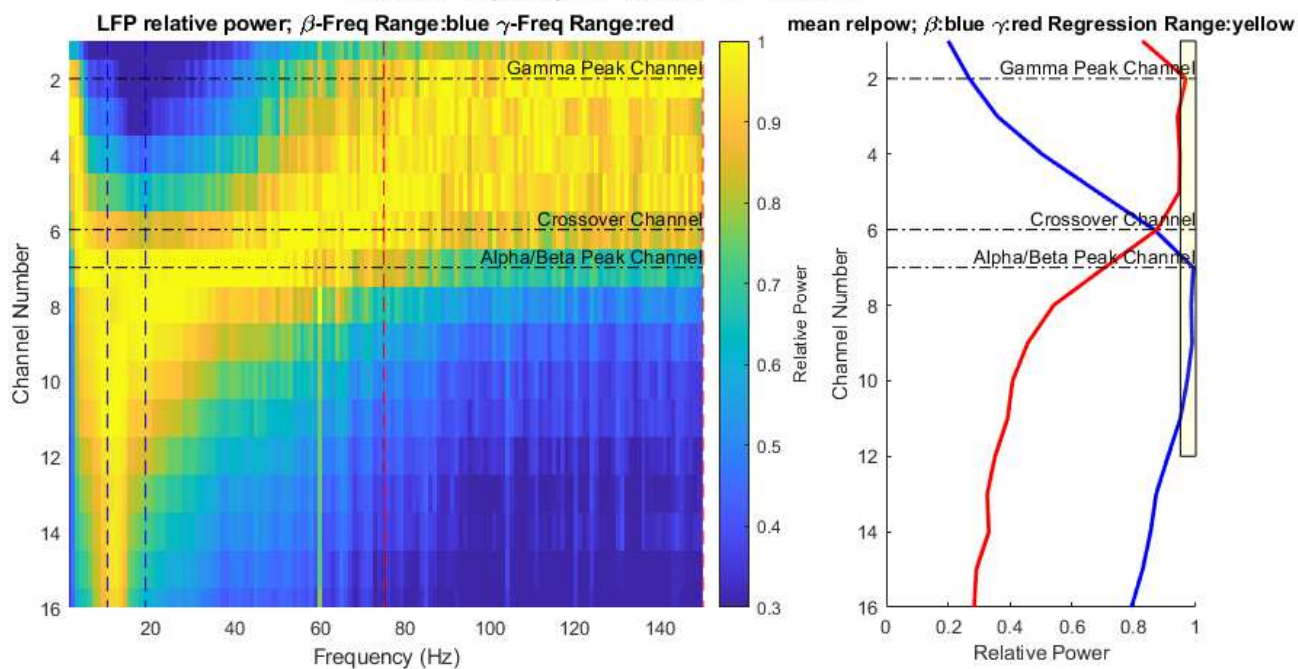 LFP relative power; β-Freq Range:blue γ-Freq Range:red
Gamma Peak Channel
Crossover Channel
Alpha/Beta Peak Channel
Channel Number
2
4
6
8
10
12
14
16
20
40
60
80
100
120
140
Frequency (Hz)
1
0.9
0.8
0.7
0.6
0.5
0.4
0.3
Relative Power
mean relpow; β:blue γ:red Regression Range:yellow
Gamma Peak Channel
Crossover Channel
Alpha/Beta Peak Channel
Channel Number
2
4
6
8
10
12
14
16
0
0.2
0.4
0.6
0.8
1
Relative Power